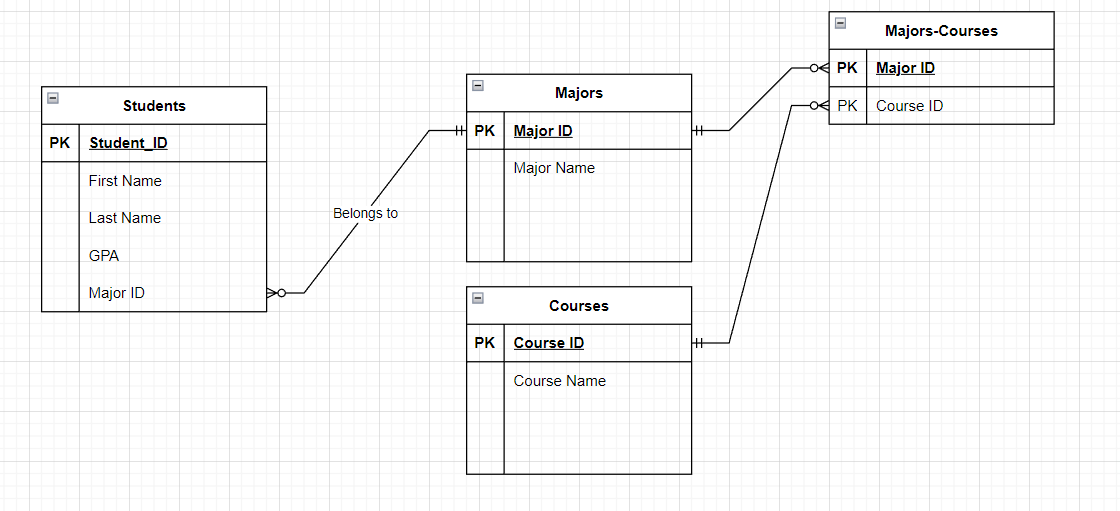 Students
PK Student_ID
First Name
Last Name
GPA
Major ID
Belongs to
Majors
PK Major ID
Major Name
Courses
PK Course ID
Course Name
Majors-Courses
PK Major ID
PK Course ID